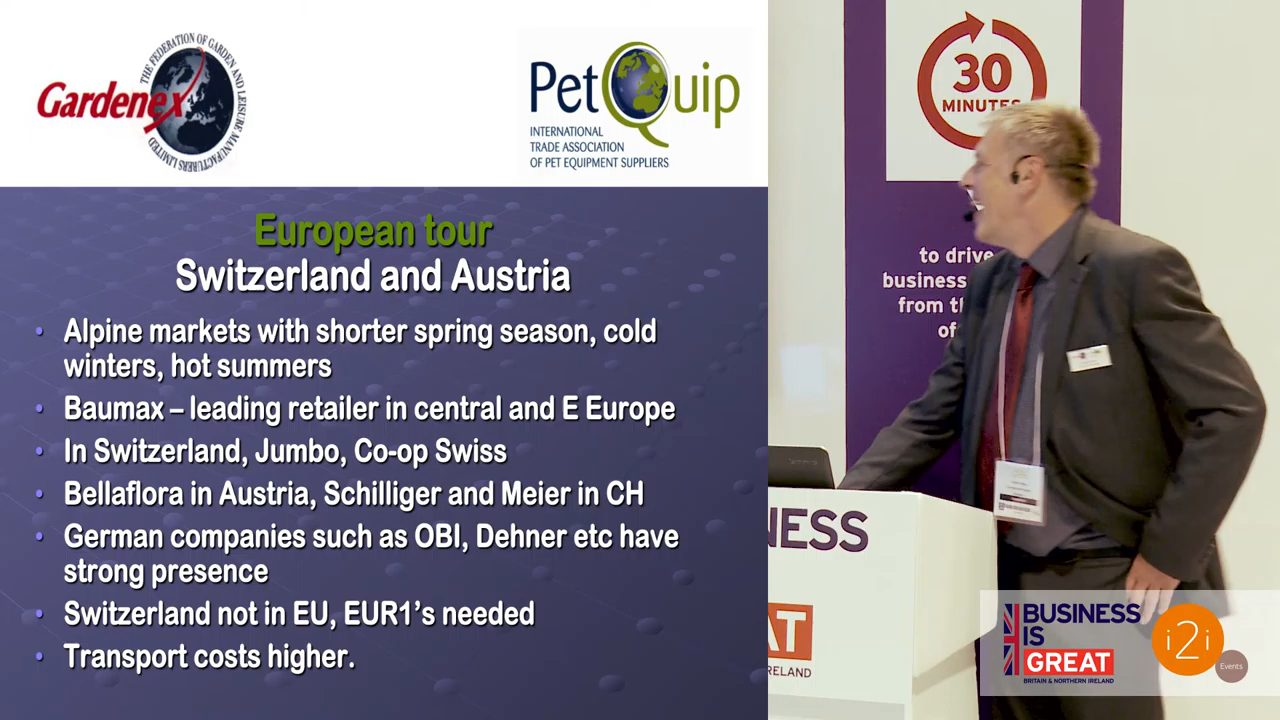 Gardenex
THE FEDERATION OF GARDEN AND LEISURE MANUFACTURERS LIMITED
PetQuip
INTERNATIONAL
TRADE ASSOCIATION
OF PET EQUIPMENT SUPPLIERS
European tour
Switzerland and Austria
• Alpine markets with shorter spring season, cold
winters, hot summers
• Baumax – leading retailer in central and E Europe
• In Switzerland, Jumbo, Co-op Swiss
• Bellaflora in Austria, Schilliger and Meier in CH
• German companies such as OBI, Dehner etc have
strong presence
• Switzerland not in EU, EUR1's needed
• Transport costs higher.
30
MINUTES
to drive
business
from th
of
NESS
AT
IRELAND
BUSINESS
IS
GREAT
BRITAIN & NORTHERN IRELAND
i2i
Events